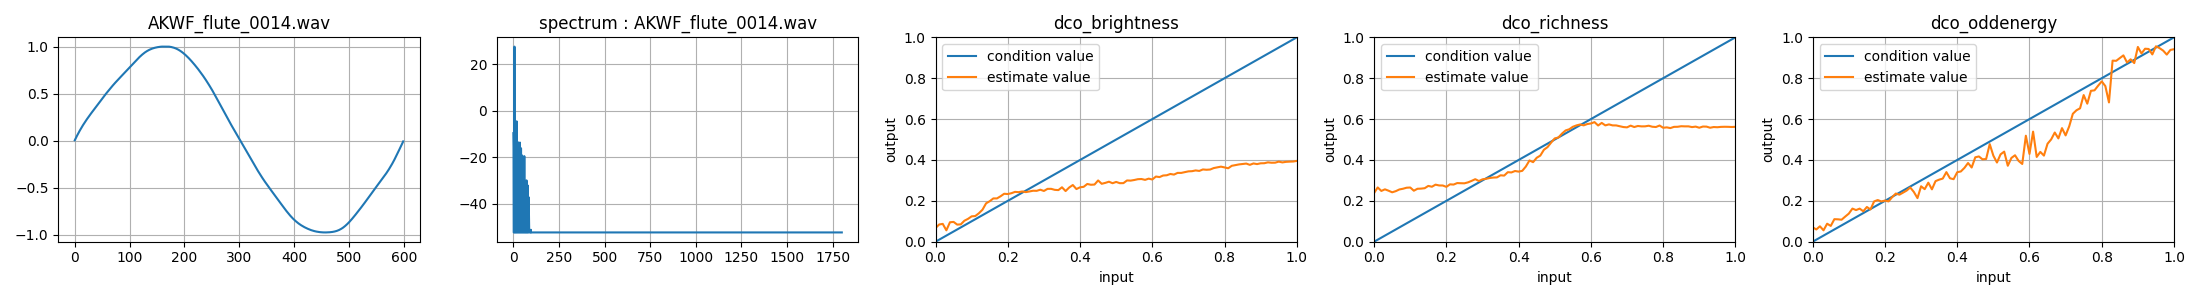 AKWF_flute_0014.wav
1.0
0.5
0.0
−0.5
−1.0
0 100 200 300 400 500 600
spectrum : AKWF_flute_0014.wav
20
0
−20
−40
0 250 500 750 1000 1250 1500 1750
dco_brightness
condition value
estimate value
output
1.0
0.8
0.6
0.4
0.2
0.0
0.0 0.2 0.4 0.6 0.8 1.0
input
dco_richness
condition value
estimate value
output
1.0
0.8
0.6
0.4
0.2
0.0
0.0 0.2 0.4 0.6 0.8 1.0
input
dco_oddenergy
condition value
estimate value
output
1.0
0.8
0.6
0.4
0.2
0.0
0.0 0.2 0.4 0.6 0.8 1.0
input